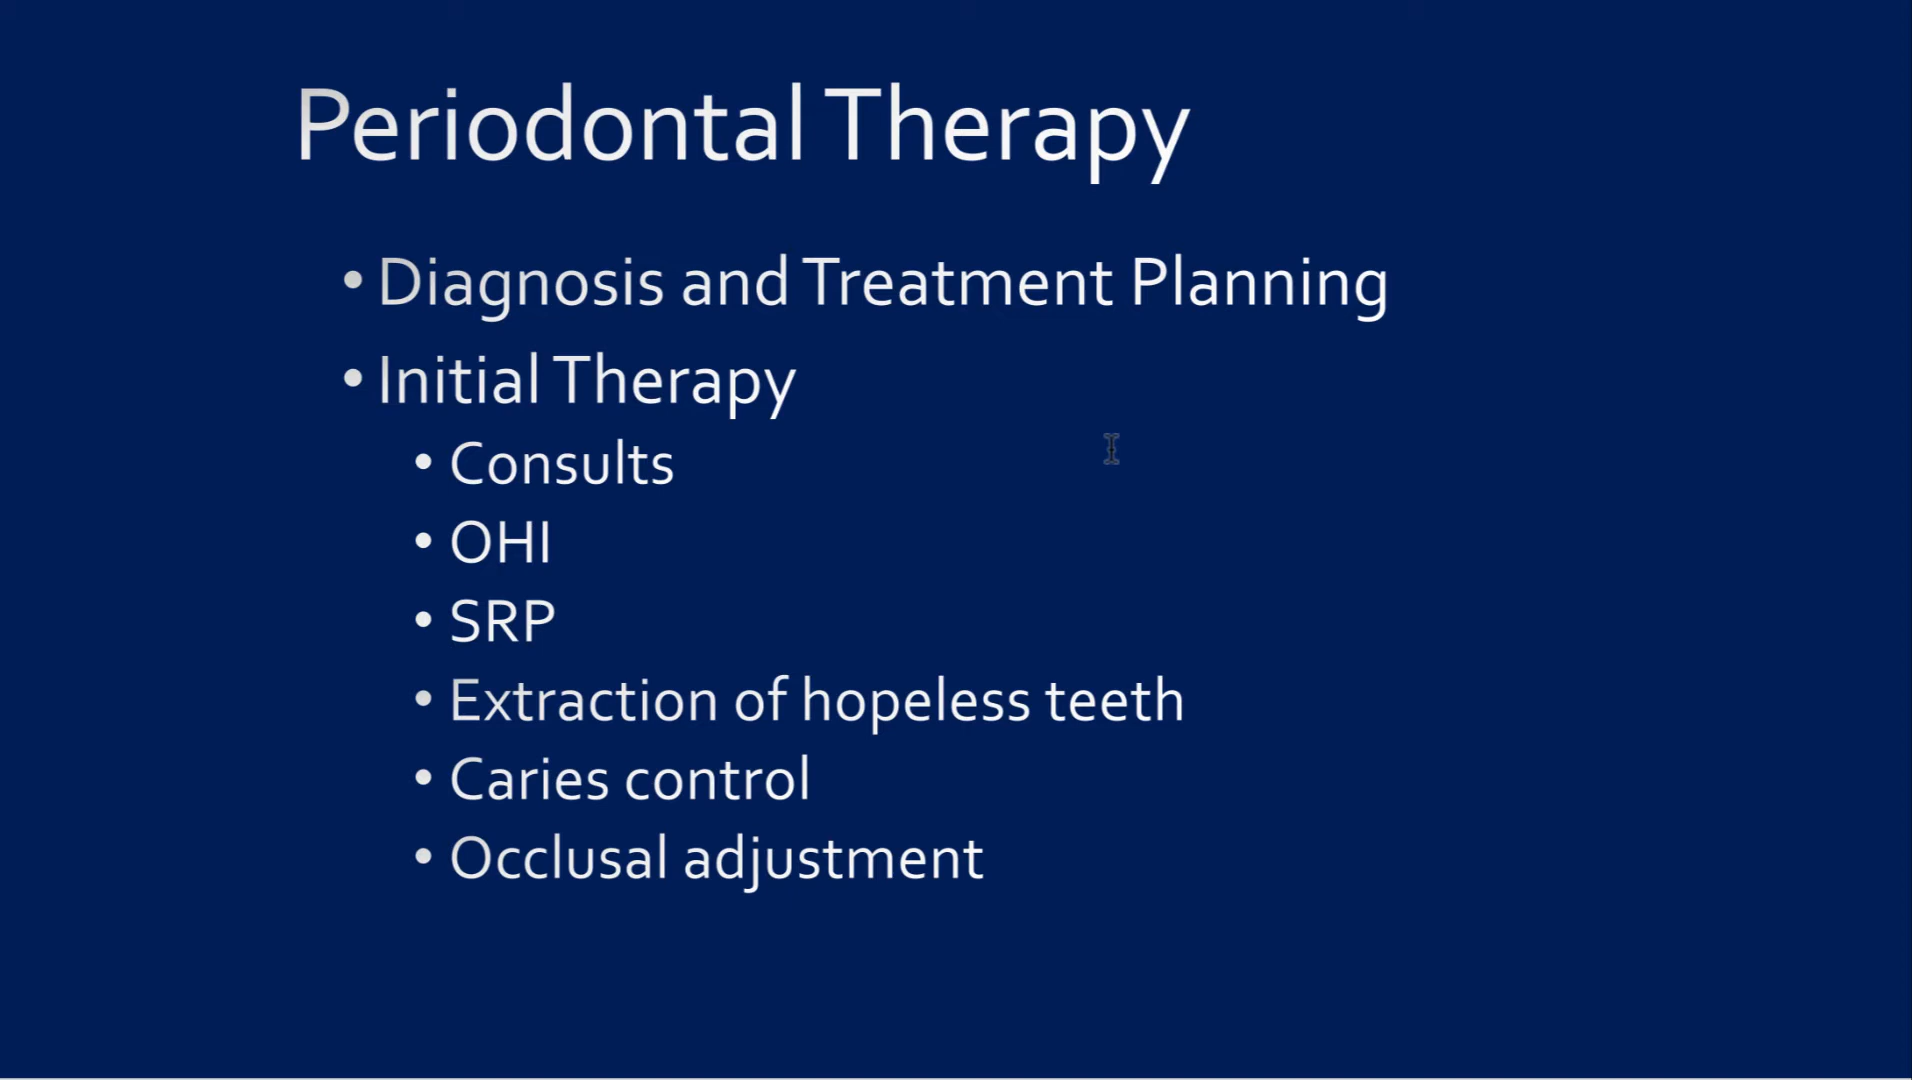 Periodontal Therapy
• Diagnosis and Treatment Planning
• Initial Therapy
• Consults
• OHI
• SRP
• Extraction of hopeless teeth
• Caries control
• Occlusal adjustment